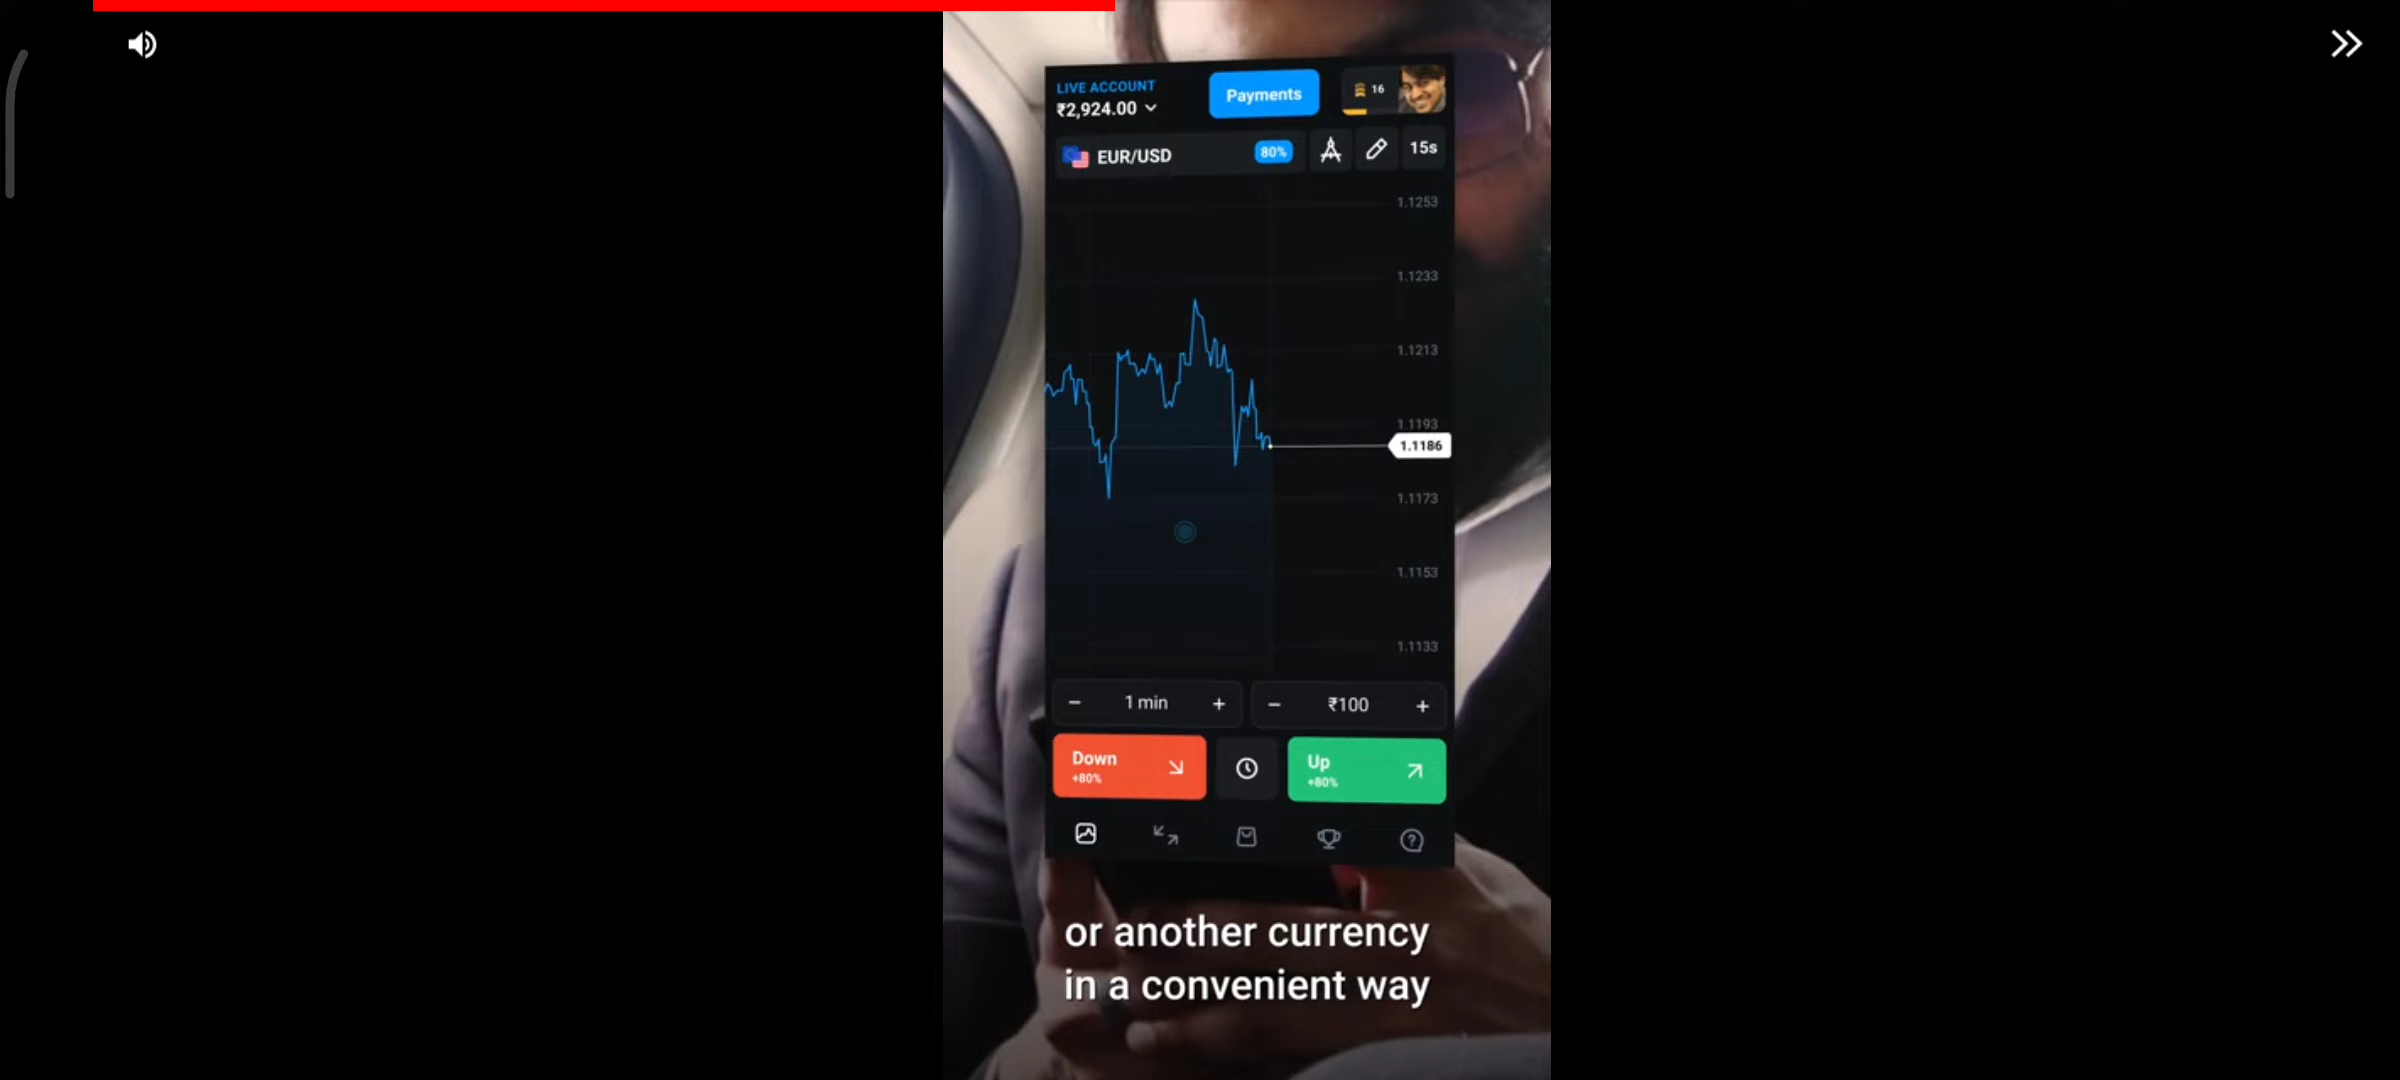 LIVE ACCOUNT
₹2,924.00
Payments
16
EUR/USD
80%
15s
1.1253
1.1233
1.1213
1.1193
1.1186
1.1173
1.1153
1.1133
− 1 min +
− ₹100 +
Down
+80%
Up
+80%
?
or another currency
in a convenient way